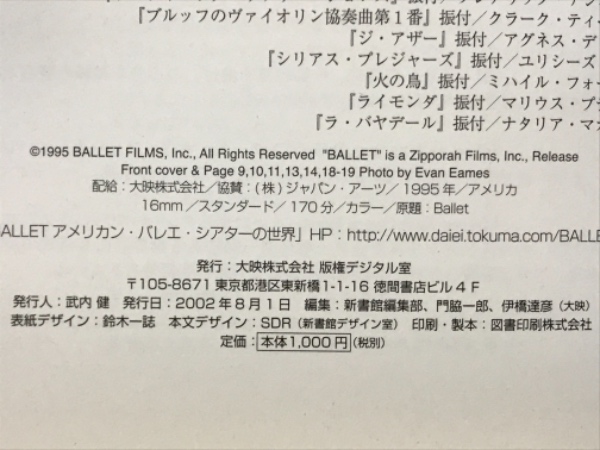 『ブルッフのヴァイオリン協奏曲第1番』振付／クラーク・ティ
『ジ・アザー』振付／アグネス・デ
『シリアス・プレジャーズ』振付／ユリシーズ
『火の鳥』振付／ミハイル・フォー
『ライモンダ』振付／マリウス・プ
『ラ・バヤデール』振付／ナタリア・マ
©1995 BALLET FILMS, Inc., All Rights Reserved "BALLET" is a Zipporah Films, Inc., Release
Front cover & Page 9,10,11,13,14,18-19 Photo by Evan Eames
配給：大映株式会社／協賛：(株)ジャパン・アーツ／1995年／アメリカ
16mm／スタンダード／170分／カラー／原題：Ballet
ALLET アメリカン・バレエ・シアターの世界」HP：http://www.daiei.tokuma.com/BALLE
発行：大映株式会社 版権デジタル室
〒105-8671 東京都港区東新橋1-1-16 徳間書店ビル4F
発行人：武内 健 発行日：2002年8月1日 編集：新書館編集部、門脇一郎、伊橋達彦(大映)
表紙デザイン：鈴木一誌 本文デザイン：SDR(新書館デザイン室) 印刷・製本：図書印刷株式会社
定価：本体1,000円(税別)